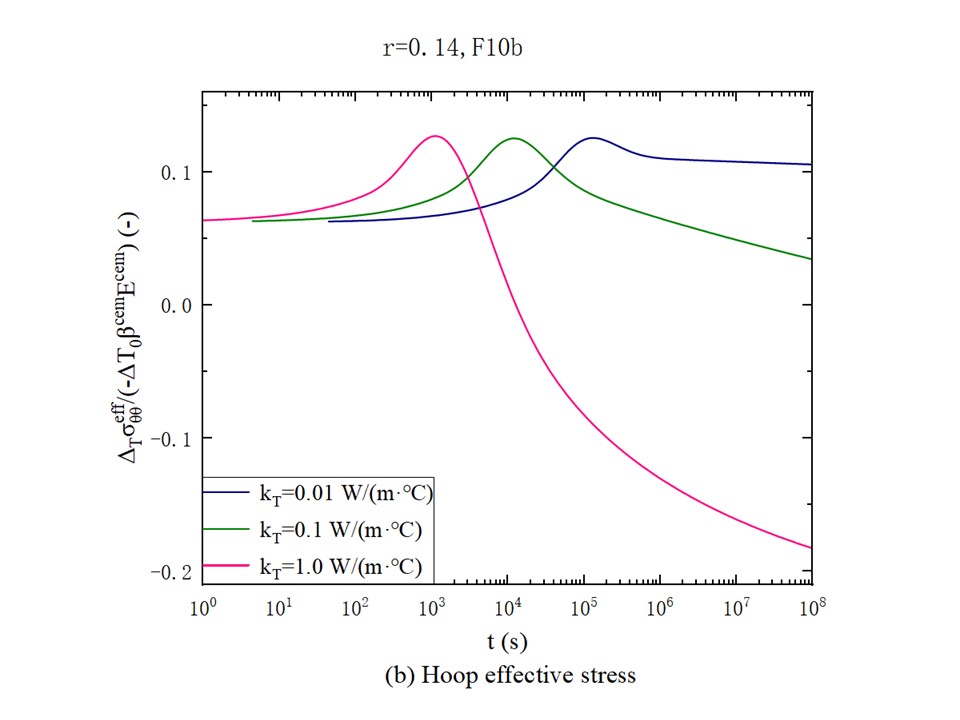 r=0.14,F10b
Δ_Tσ_θθ^eff/(-ΔT_0β^cemE^cem) (-)
0.1
0.0
-0.1
-0.2
k_T=0.01 W/(m·°C)
k_T=0.1 W/(m·°C)
k_T=1.0 W/(m·°C)
10^0 10^1 10^2 10^3 10^4 10^5 10^6 10^7 10^8
t (s)
(b) Hoop effective stress